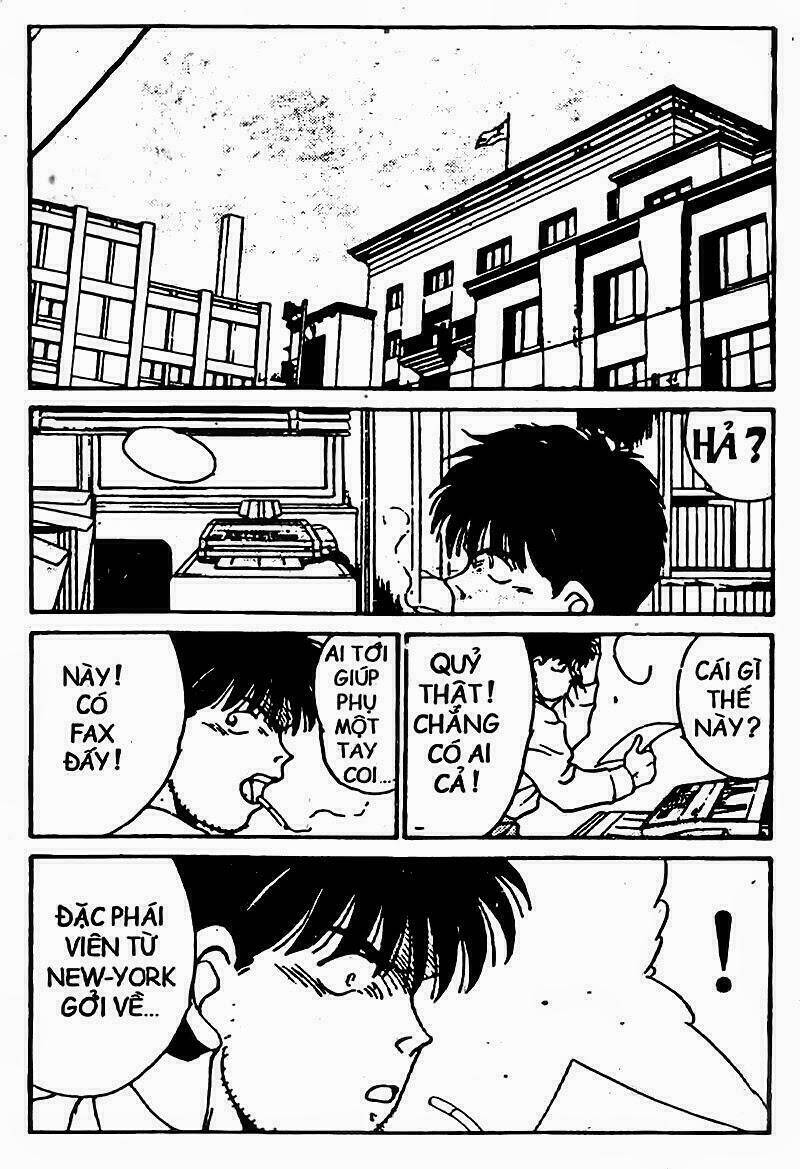 HẢ?
NÀY!
CÓ
FAX
ĐẤY!
AI TỚI
GIÚP
PHỤ
MỘT
TAY
COI...
QUỶ
THẬT!
CHẲNG
CÓ AI
CẢ!
CÁI GÌ
THẾ
NÀY?
ĐẶC PHÁI
VIÊN TỪ
NEW-YORK
GỞI VỀ...
!